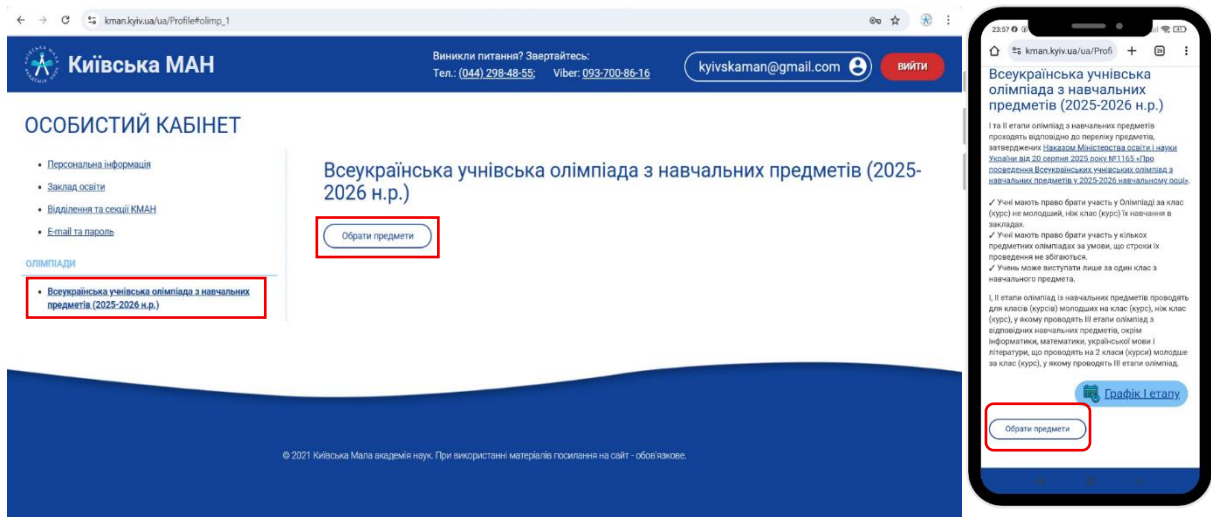 kman.kyiv.ua/ua/Profile#olimp_1
Київська МАН
Виникли питання? Звертайтесь:
Тел.: (044) 298-48-55; Viber: 093-700-86-16
kyivskaman@gmail.com
ВИЙТИ
ОСОБИСТИЙ КАБІНЕТ
• Персональна інформація
• Заклад освіти
• Відділення та секції КМАН
• E-mail та пароль
ОЛІМПІАДИ
• Всеукраїнська учнівська олімпіада з навчальних
предметів (2025-2026 н.р.)
Всеукраїнська учнівська олімпіада з навчальних предметів (2025-
2026 н.р.)
Обрати предмети
© 2021 Київська Мала академія наук. При використанні матеріалів посилання на сайт - обов'язкове.
23:57
kman.kyiv.ua/ua/Profi
Всеукраїнська учнівська
олімпіада з навчальних
предметів (2025-2026 н.р.)
І та ІІ етапи олімпіад з навчальних предметів
проходять відповідно до переліку предметів,
затверджених Наказом Міністерства освіти і науки
України від 20 серпня 2025 року №1165 «Про
проведення Всеукраїнських учнівських олімпіад з
навчальних предметів у 2025-2026 навчальному році».
✓ Учні мають право брати участь у Олімпіаді за клас
(курс) не молодший, ніж клас (курс) їх навчання в
закладах.
✓ Учні мають право брати участь у кількох
предметних олімпіадах за умови, що строки їх
проведення не збігаються.
✓ Учень може виступати лише за один клас з
навчального предмета.
І, ІІ етапи олімпіад із навчальних предметів проводять
для класів (курсів) молодших на клас (курс), ніж клас
(курс), у якому проводять ІІІ етапи олімпіад з
відповідних навчальних предметів, окрім
інформатики, математики, української мови і
літератури, що проводять на 2 класи (курси) молодше
за клас (курс), у якому проводять ІІІ етапи олімпіад.
Графік І етапу
Обрати предмети